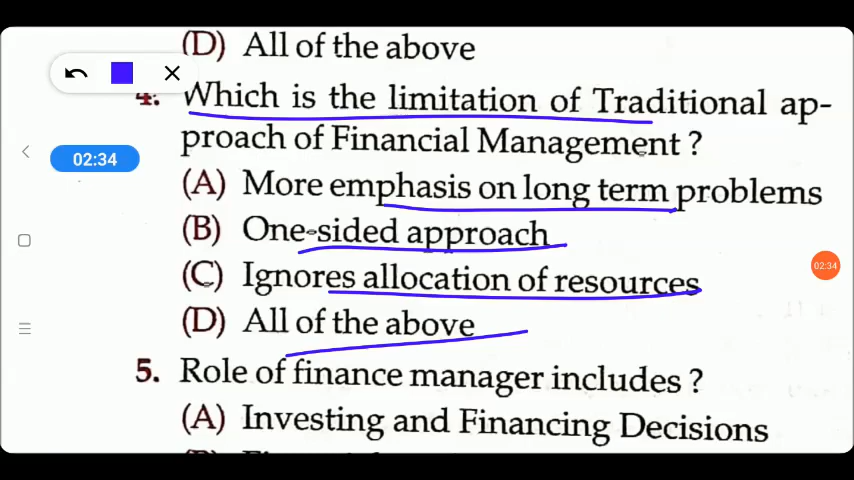 (D) All of the above
4. Which is the limitation of Traditional ap-
02:34
proach of Financial Management ?
(A) More emphasis on long term problems
(B) One-sided approach
02:34
(C) Ignores allocation of resources
(D) All of the above
5. Role of finance manager includes ?
(A) Investing and Financing Decisions